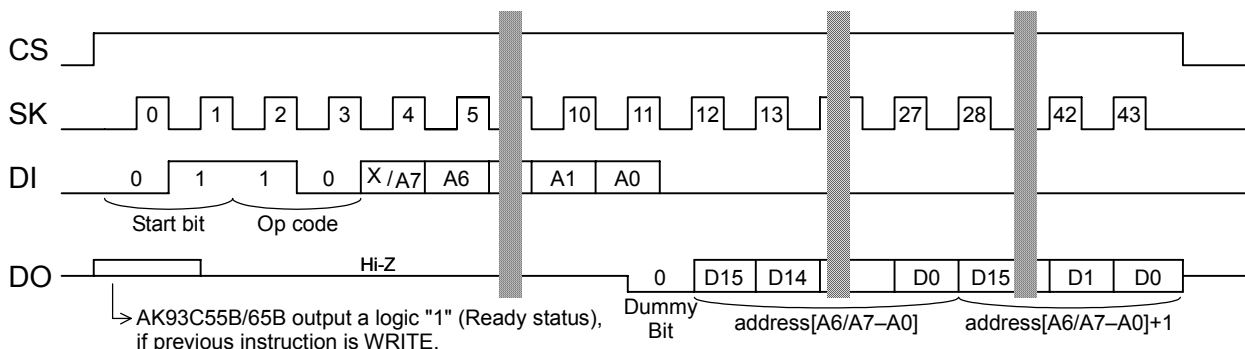 CS
SK 0 1 2 3 4 5 10 11 12 13 27 28 42 43
DI 0 1 1 0 X /A7 A6 A1 A0
Start bit Op code
DO Hi-Z 0 D15 D14 D0 D15 D1 D0
Dummy
Bit
address[A6/A7–A0] address[A6/A7–A0]+1
AK93C55B/65B output a logic "1" (Ready status),
if previous instruction is WRITE.